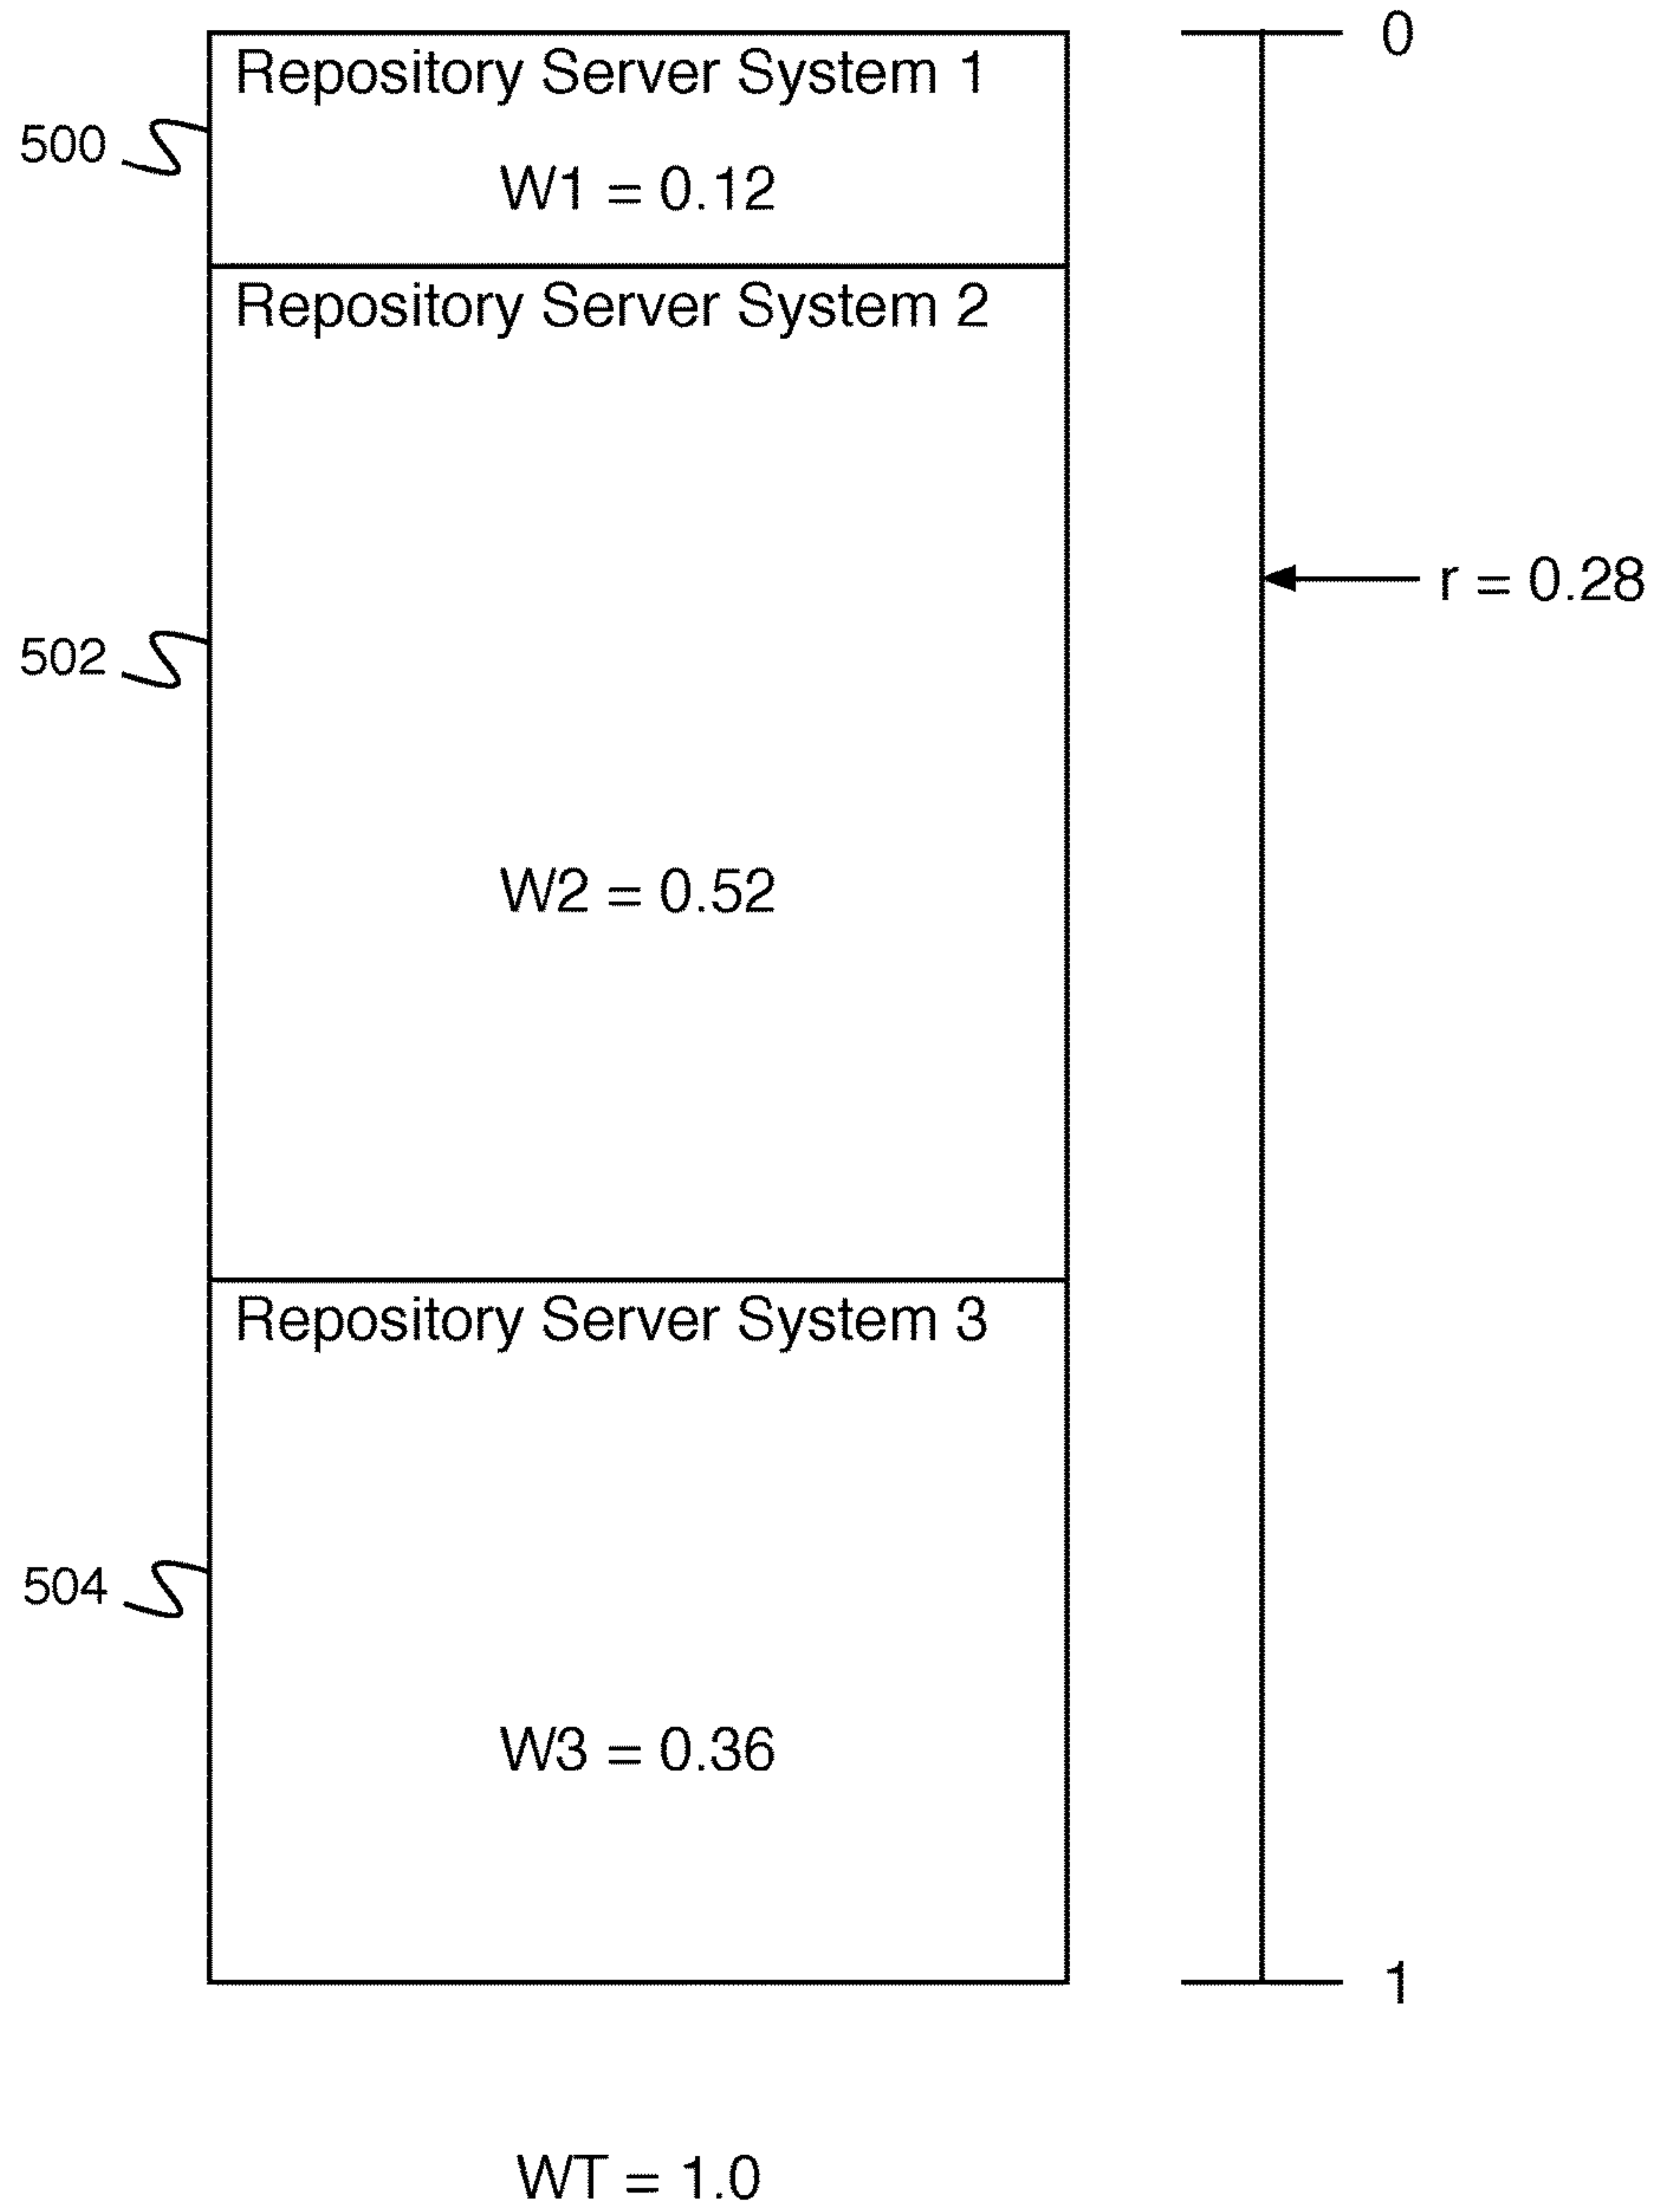 0
Repository Server System 1
500
W1 = 0.12
Repository Server System 2
r = 0.28
502
W2 = 0.52
Repository Server System 3
504
W3 = 0.36
1
WT = 1.0